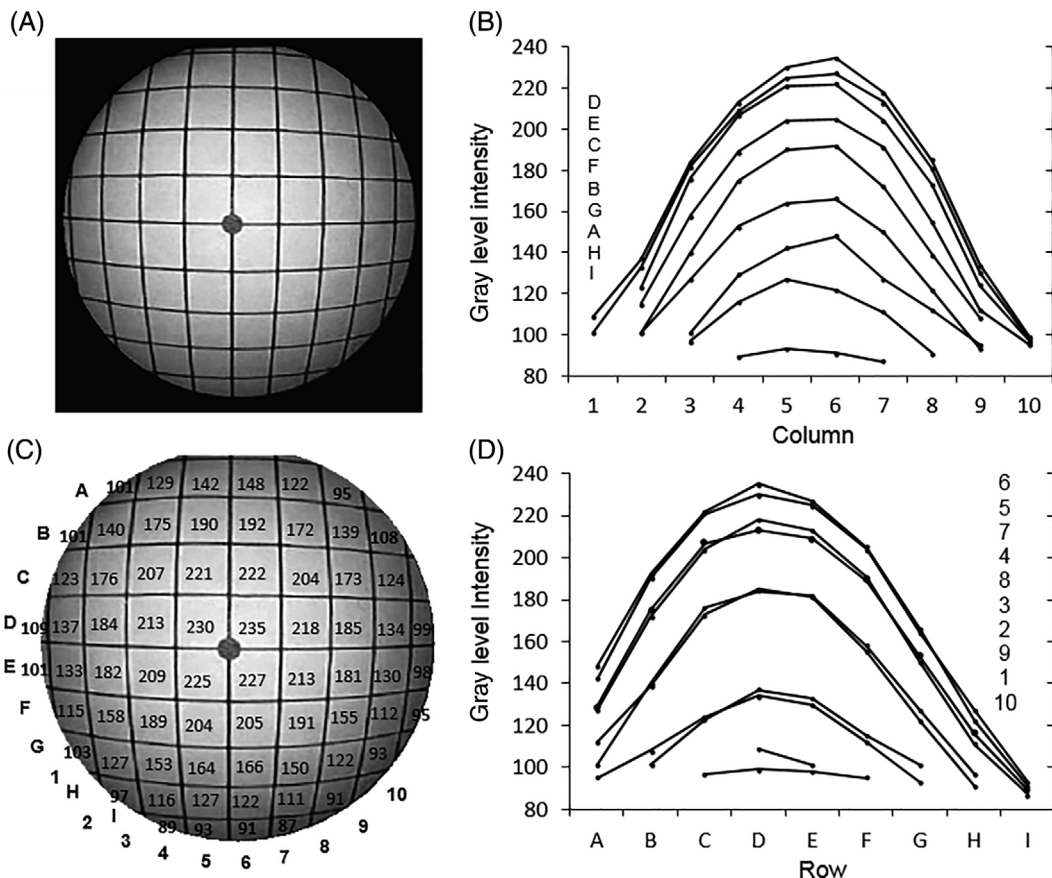 (A)
(B)
Gray level intensity
240
220
200
180
160
140
120
100
80
D
E
C
F
B
G
A
H
I
1 2 3 4 5 6 7 8 9 10
Column
(C)
A 101 129 142 148 122 95
B 101 140 175 190 192 172 139 108
C 123 176 207 221 222 204 173 124
D 109 137 184 213 230 235 218 185 134 99
E 101 133 182 209 225 227 213 181 130 98
F 115 158 189 204 205 191 155 112 95
G 103 127 153 164 166 150 122 93
H 97 116 127 122 111 91
I 89 93 91 87
1 2 3 4 5 6 7 8 9 10
(D)
Gray level Intensity
240
220
200
180
160
140
120
100
80
6
5
7
4
8
3
2
9
1
10
A B C D E F G H I
Row